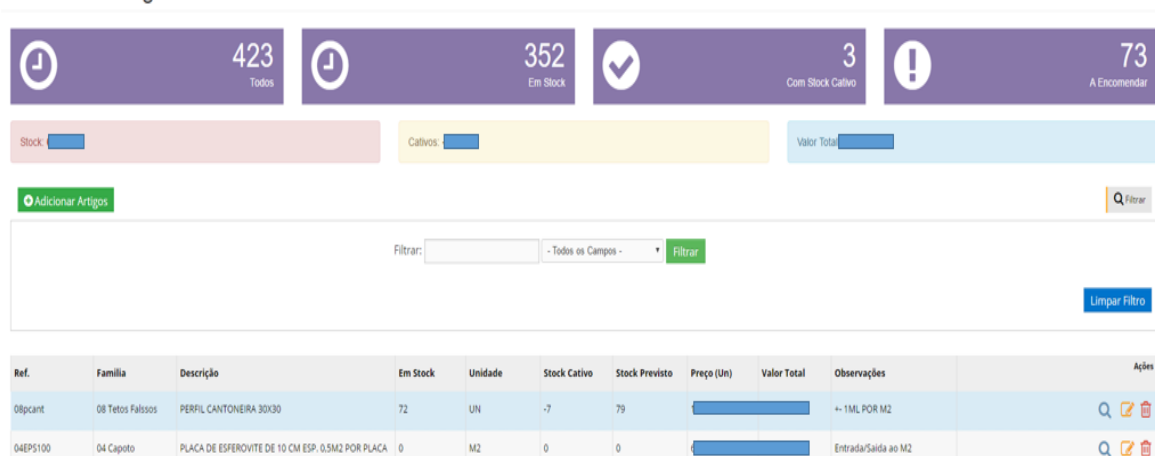 423
Todos
352
Em Stock
3
Com Stock Cativo
73
A Encomendar
Stock:
Cativos:
Valor Total
Adicionar Artigos
Filtrar
Filtrar: - Todos os Campos - Filtrar
Limpar Filtro
Ref. Familia Descrição Em Stock Unidade Stock Cativo Stock Previsto Preço (Un) Valor Total Observações Ações
08pcant 08 Tetos Falssos PERFIL CANTONEIRA 30X30 72 UN -7 79 +- 1ML POR M2
04EPS100 04 Capoto PLACA DE ESFEROVITE DE 10 CM ESP. 0,5M2 POR PLACA 0 M2 0 0 Entrada/Saida ao M2